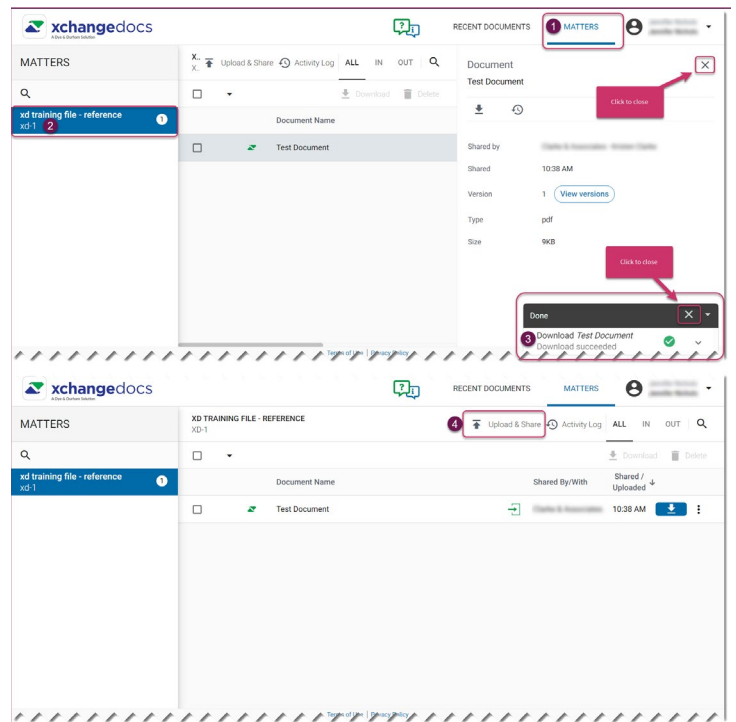 xchangedocs
A Dye & Durham Solution
RECENT DOCUMENTS
1
MATTERS
MATTERS
X..
X.
Upload & Share
Activity Log
ALL
IN
OUT
Document
Test Document
Click to close
Download
Delete
xd training file - reference
xd-1
2
1
Document Name
Test Document
Shared by
Shared
10:38 AM
Version
1
View versions
Type
pdf
Size
9KB
Click to close
Done
3
Download Test Document
Download succeeded
Terms of Use | Privacy Policy
xchangedocs
A Dye & Durham Solution
RECENT DOCUMENTS
MATTERS
MATTERS
XD TRAINING FILE - REFERENCE
XD-1
4
Upload & Share
Activity Log
ALL
IN
OUT
Download
Delete
xd training file - reference
xd-1
1
Document Name
Shared By/With
Shared /
Uploaded
Test Document
10:38 AM
Terms of Use | Privacy Policy